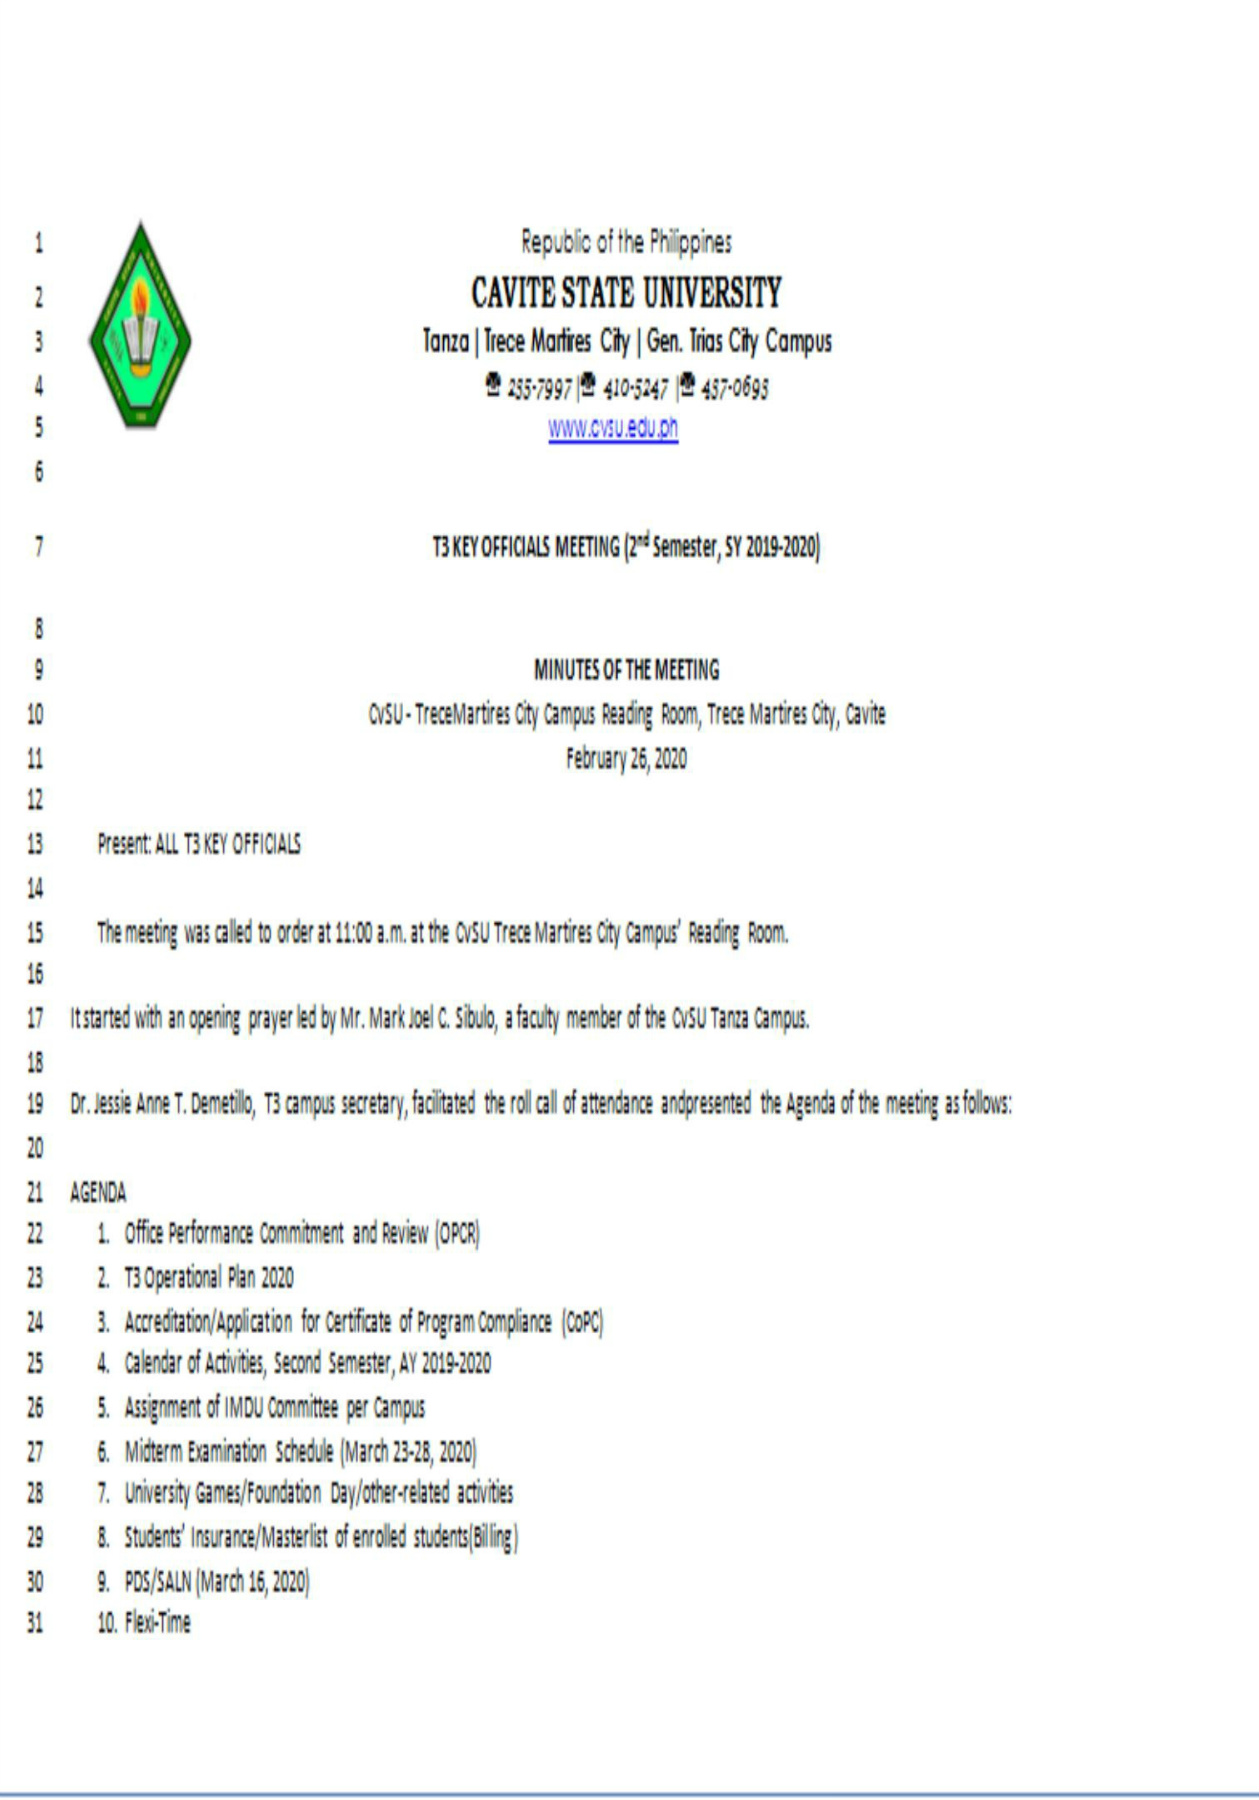 1 Republic of the Philippines
2 CAVITE STATE UNIVERSITY
3 Tanza | Trece Martires City | Gen. Trias City Campus
4 ☎ 235-7997 |☎ 410-5247 |☎ 437-0693
5 www.cvsu.edu.ph
6
7 T3 KEY OFFICIALS MEETING (2nd Semester, SY 2019-2020)
8
9 MINUTES OF THE MEETING
10 CvSU - TreceMartires City Campus Reading Room, Trece Martires City, Cavite
11 February 26, 2020
12
13 Present: ALL T3 KEY OFFICIALS
14
15 The meeting was called to order at 11:00 a.m. at the CvSU Trece Martires City Campus’ Reading Room.
16
17 It started with an opening prayer led by Mr. Mark Joel C. Sibulo, a faculty member of the CvSU Tanza Campus.
18
19 Dr. Jessie Anne T. Demetillo, T3 campus secretary, facilitated the roll call of attendance andpresented the Agenda of the meeting as follows:
20
21 AGENDA
22 1. Office Performance Commitment and Review (OPCR)
23 2. T3 Operational Plan 2020
24 3. Accreditation/Application for Certificate of Program Compliance (CoPC)
25 4. Calendar of Activities, Second Semester, AY 2019-2020
26 5. Assignment of IMDU Committee per Campus
27 6. Midterm Examination Schedule (March 23-28, 2020)
28 7. University Games/Foundation Day/other-related activities
29 8. Students’ Insurance/Masterlist of enrolled students(Billing)
30 9. PDS/SALN (March 16, 2020)
31 10. Flexi-Time